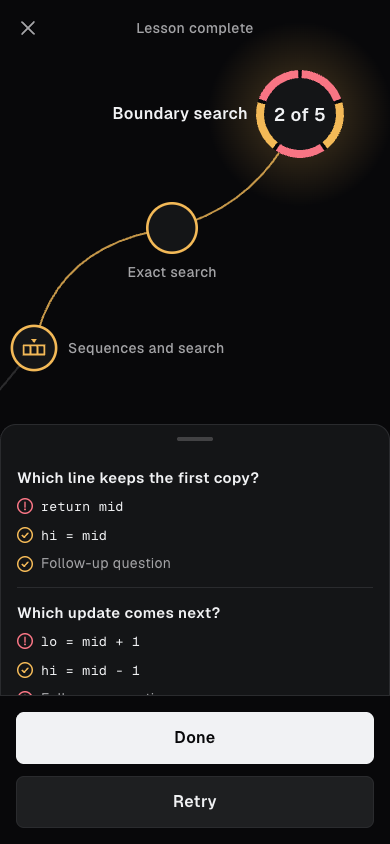 Lesson complete
Boundary search
2 of 5
Exact search
Sequences and search
Which line keeps the first copy?
return mid
hi = mid
Follow-up question
Which update comes next?
lo = mid + 1
hi = mid - 1
Done
Retry